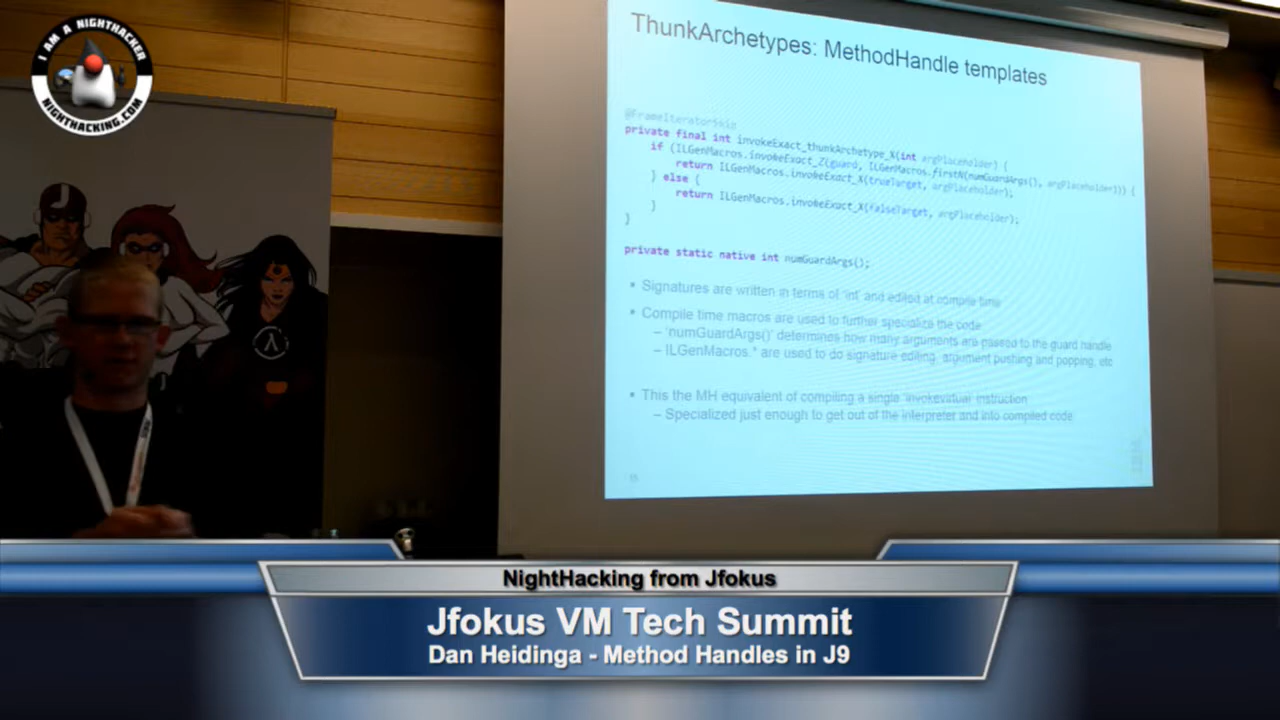 I AM A NIGHTHACKER
NIGHTHACKING.COM
ThunkArchetypes: MethodHandle templates
@FrameIteratorSkip
private final int invokeExact_thunkArchetype_X(int argPlaceholder) {
if (ILGenMacros.invokeExact_Z(guard, ILGenMacros.firstN(numGuardArgs(), argPlaceholder))) {
return ILGenMacros.invokeExact_X(trueTarget, argPlaceholder);
} else {
return ILGenMacros.invokeExact_X(falseTarget, argPlaceholder);
}
}
private static native int numGuardArgs();
• Signatures are written in terms of 'int' and edited at compile time
• Compile time macros are used to further specialize the code
– 'numGuardArgs()' determines how many arguments are passed to the guard handle
– ILGenMacros.* are used to do signature editing, argument pushing and popping, etc
• This the MH equivalent of compiling a single 'invokevirtual' instruction
– Specialized just enough to get out of the interpreter and into compiled code
λ
NightHacking from Jfokus
Jfokus VM Tech Summit
Dan Heidinga - Method Handles in J9